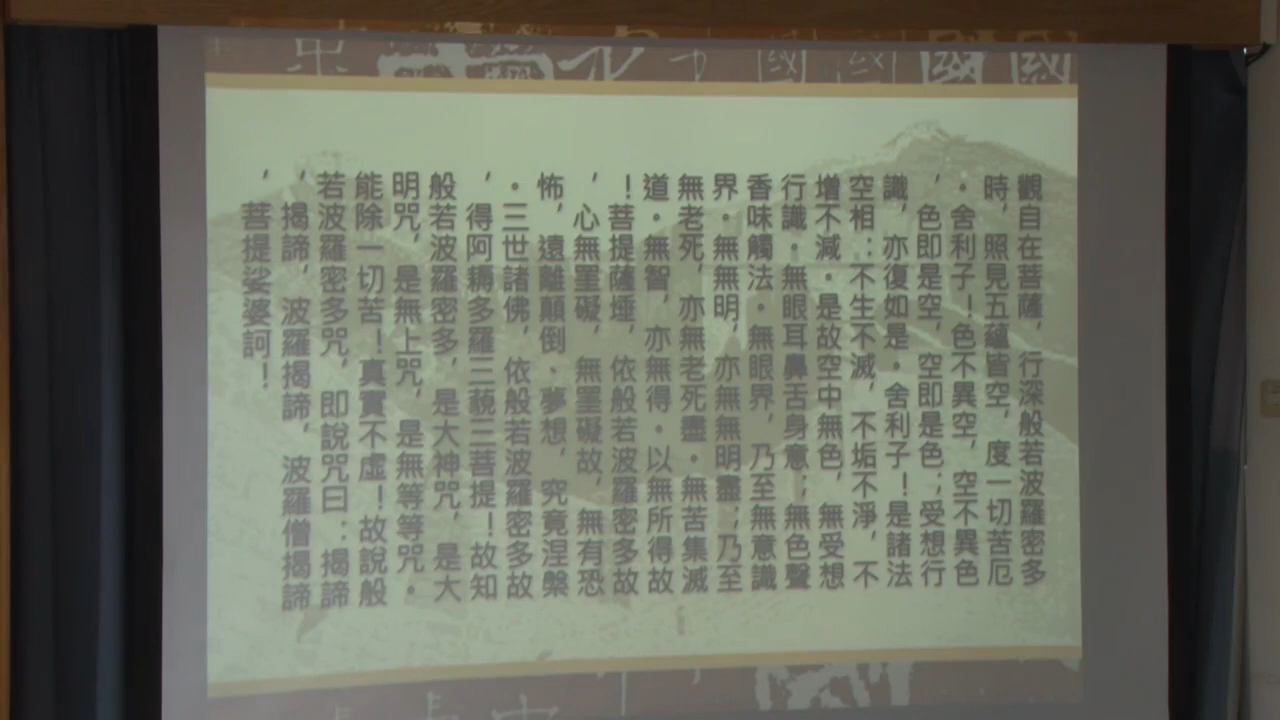 觀自在菩薩，行深般若波羅密多
時，照見五蘊皆空，度一切苦厄
。舍利子！色不異空，空不異色
，色即是空，空即是色；受想行
識，亦復如是。舍利子！是諸法
空相：不生不滅，不垢不淨，不
增不減。是故空中無色，無受想
行識。無眼耳鼻舌身意；無色聲
香味觸法。無眼界，乃至無意識
界。無無明，亦無無明盡；乃至
無老死，亦無老死盡。無苦集滅
道。無智，亦無得。以無所得故
！菩提薩埵，依般若波羅密多故
，心無罣礙，無罣礙故，無有恐
怖，遠離顛倒、夢想，究竟涅槃
。三世諸佛，依般若波羅密多故
，得阿耨多羅三藐三菩提！故知
般若波羅密多，是大神咒，是大
明咒，是無上咒，是無等等咒。
能除一切苦！真實不虛！故說般
若波羅密多咒，即說咒曰：揭諦
，揭諦，波羅揭諦，波羅僧揭諦
，菩提娑婆訶！